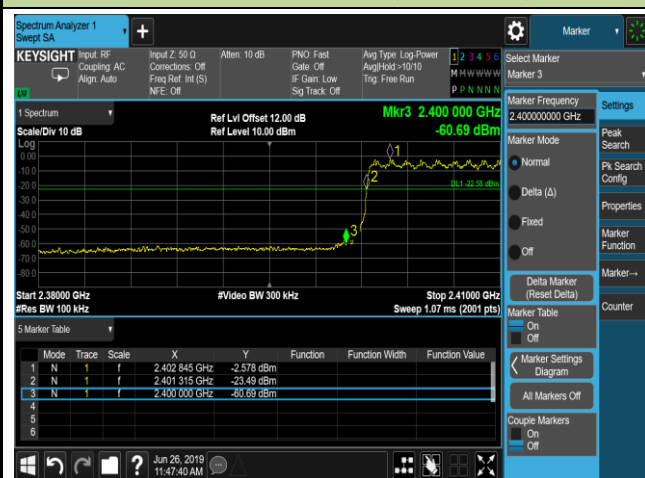 Spectrum Analyzer 1
Swept SA
Marker
KEYSIGHT
Input: RF
Coupling: AC
Align: Auto
Input Z: 50 Ω
Corrections: Off
Freq Ref: Int (S)
NFE: Off
Atten: 10 dB
PNO: Fast
Gate: Off
IF Gain: Low
Sig Track: Off
Avg Type: Log-Power
Avg|Hold:>10/10
Trig: Free Run
1 2 3 4 5 6
M M W W W W
P P N N N N
LXI
Select Marker
Marker 3
1 Spectrum
Scale/Div 10 dB
Ref Lvl Offset 12.00 dB
Ref Level 10.00 dBm
Mkr3 2.400 000 GHz
-60.69 dBm
Log
0.00
-10.0
-20.0
-30.0
-40.0
-50.0
-60.0
-70.0
-80.0
1
2
3
DL1 -22.58 dBm
Start 2.38000 GHz
#Res BW 100 kHz
#Video BW 300 kHz
Stop 2.41000 GHz
Sweep 1.07 ms (2001 pts)
5 Marker Table
Mode Trace Scale X Y Function Function Width Function Value
1 N 1 f 2.402 845 GHz -2.578 dBm
2 N 1 f 2.401 315 GHz -23.49 dBm
3 N 1 f 2.400 000 GHz -60.69 dBm
4
5
6
Jun 26, 2019
11:47:40 AM
Marker Frequency
2.400000000 GHz
Marker Mode
Normal
Delta (Δ)
Fixed
Off
Delta Marker
(Reset Delta)
Marker Table
On
Off
Marker Settings
Diagram
All Markers Off
Couple Markers
On
Off
Settings
Peak
Search
Pk Search
Config
Properties
Marker
Function
Marker→
Counter